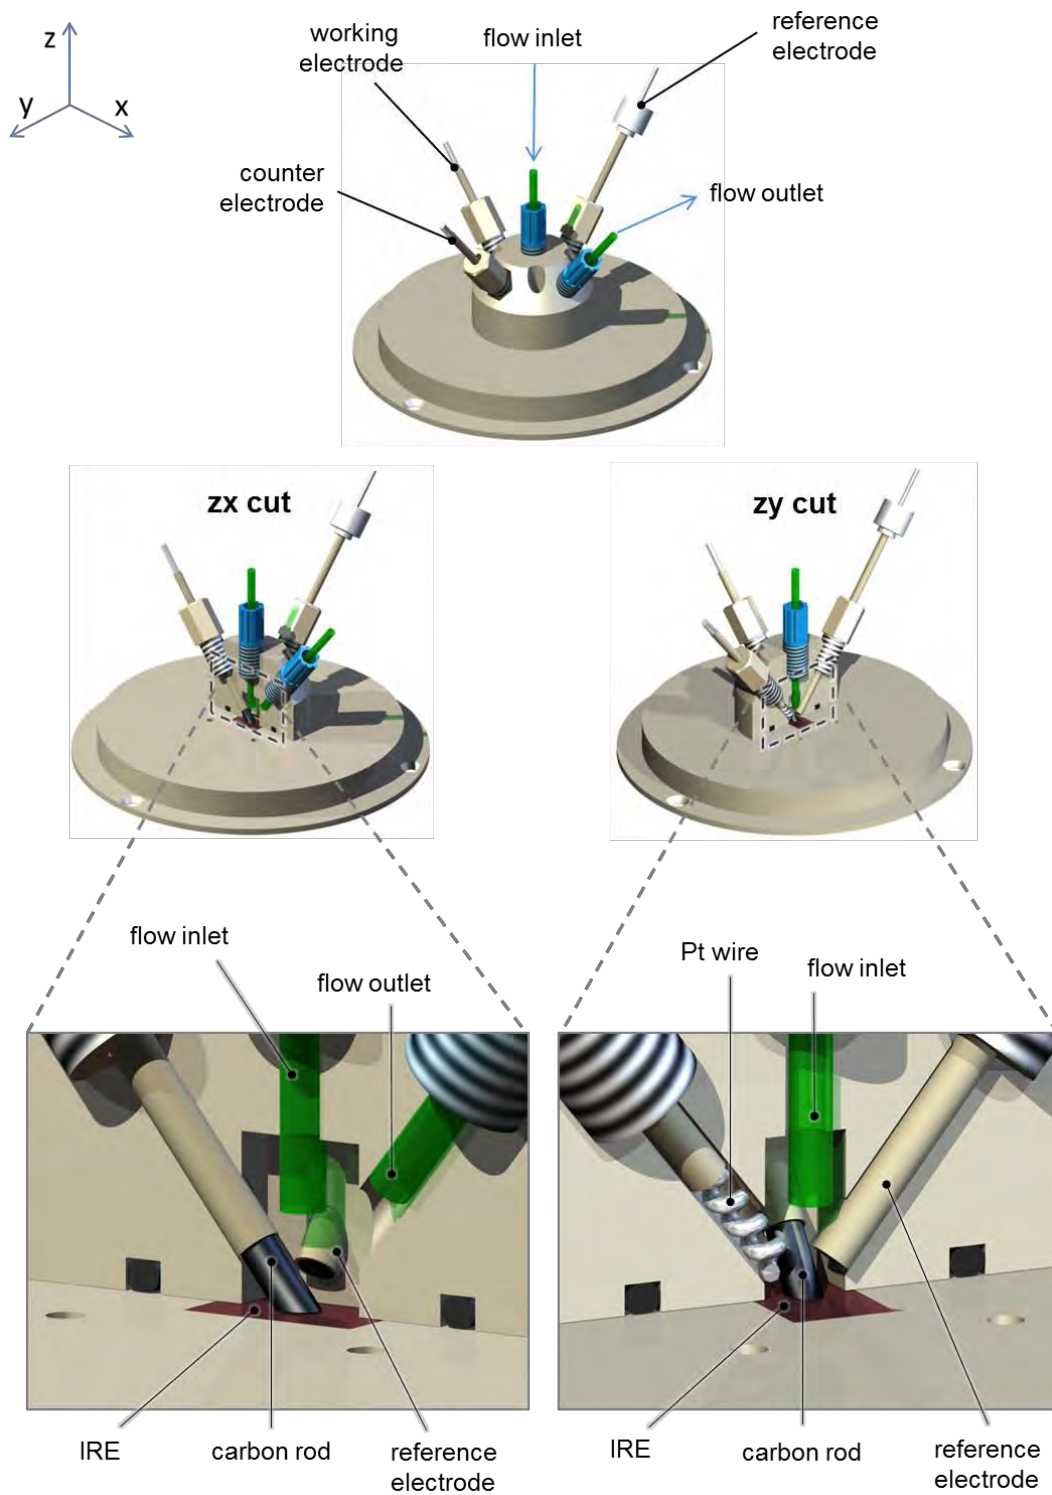 working
electrode
flow inlet
reference
electrode
z
y
x
counter
electrode
flow outlet
zx cut
zy cut
flow inlet
flow outlet
Pt wire
flow inlet
IRE
carbon rod
reference
electrode
IRE
carbon rod
reference
electrode